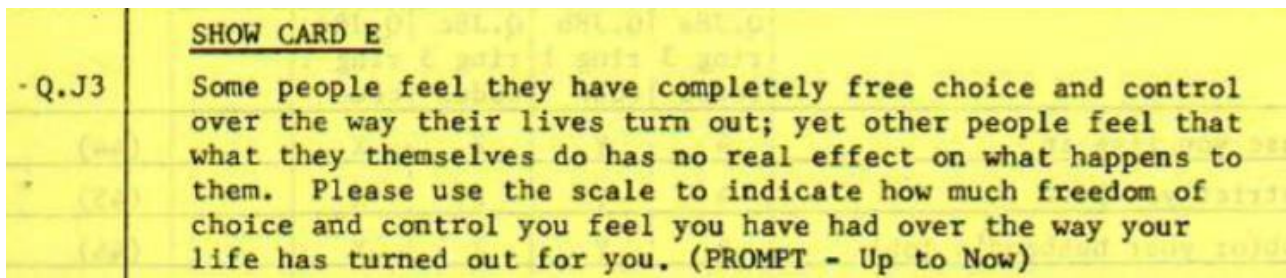 SHOW CARD E
Q.J3 Some people feel they have completely free choice and control
over the way their lives turn out; yet other people feel that
what they themselves do has no real effect on what happens to
them. Please use the scale to indicate how much freedom of
choice and control you feel you have had over the way your
life has turned out for you. (PROMPT - Up to Now)